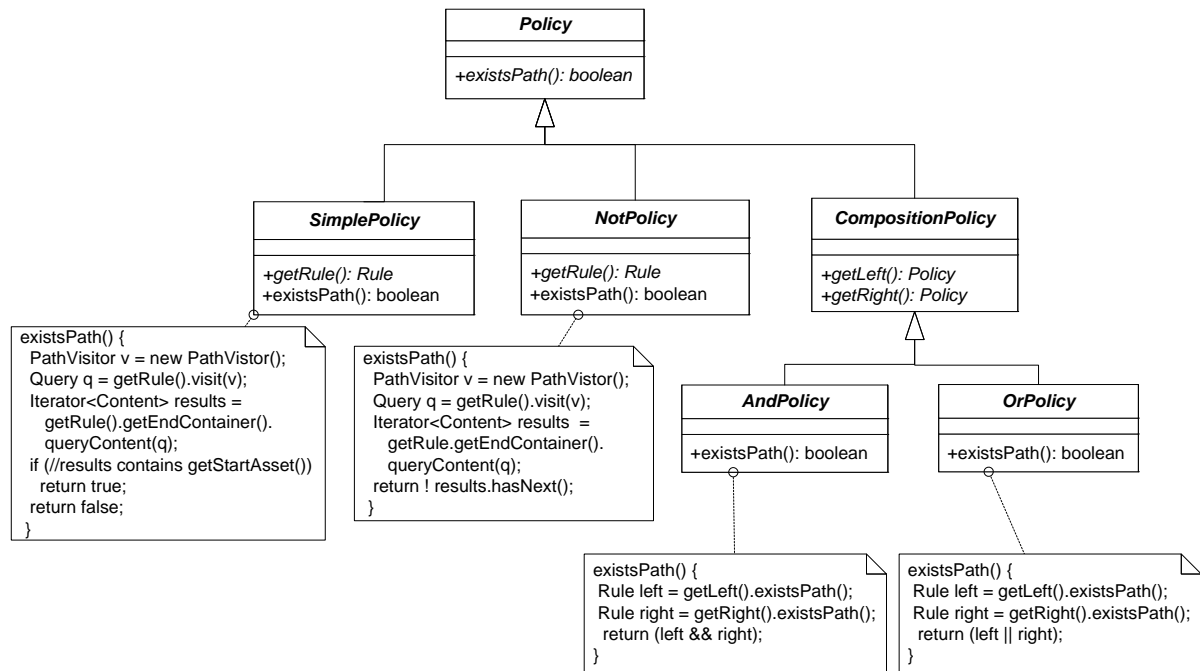 Policy
+existsPath(): boolean
SimplePolicy
+getRule(): Rule
+existsPath(): boolean
NotPolicy
+getRule(): Rule
+existsPath(): boolean
CompositionPolicy
+getLeft(): Policy
+getRight(): Policy
existsPath() {
PathVisitor v = new PathVistor();
Query q = getRule().visit(v);
Iterator<Content> results =
getRule().getEndContainer().
queryContent(q);
if (//results contains getStartAsset())
return true;
return false;
}
existsPath() {
PathVisitor v = new PathVistor();
Query q = getRule().visit(v);
Iterator<Content> results =
getRule.getEndContainer().
queryContent(q);
return ! results.hasNext();
}
AndPolicy
+existsPath(): boolean
OrPolicy
+existsPath(): boolean
existsPath() {
Rule left = getLeft().existsPath();
Rule right = getRight().existsPath();
return (left && right);
}
existsPath() {
Rule left = getLeft().existsPath();
Rule right = getRight().existsPath();
return (left || right);
}